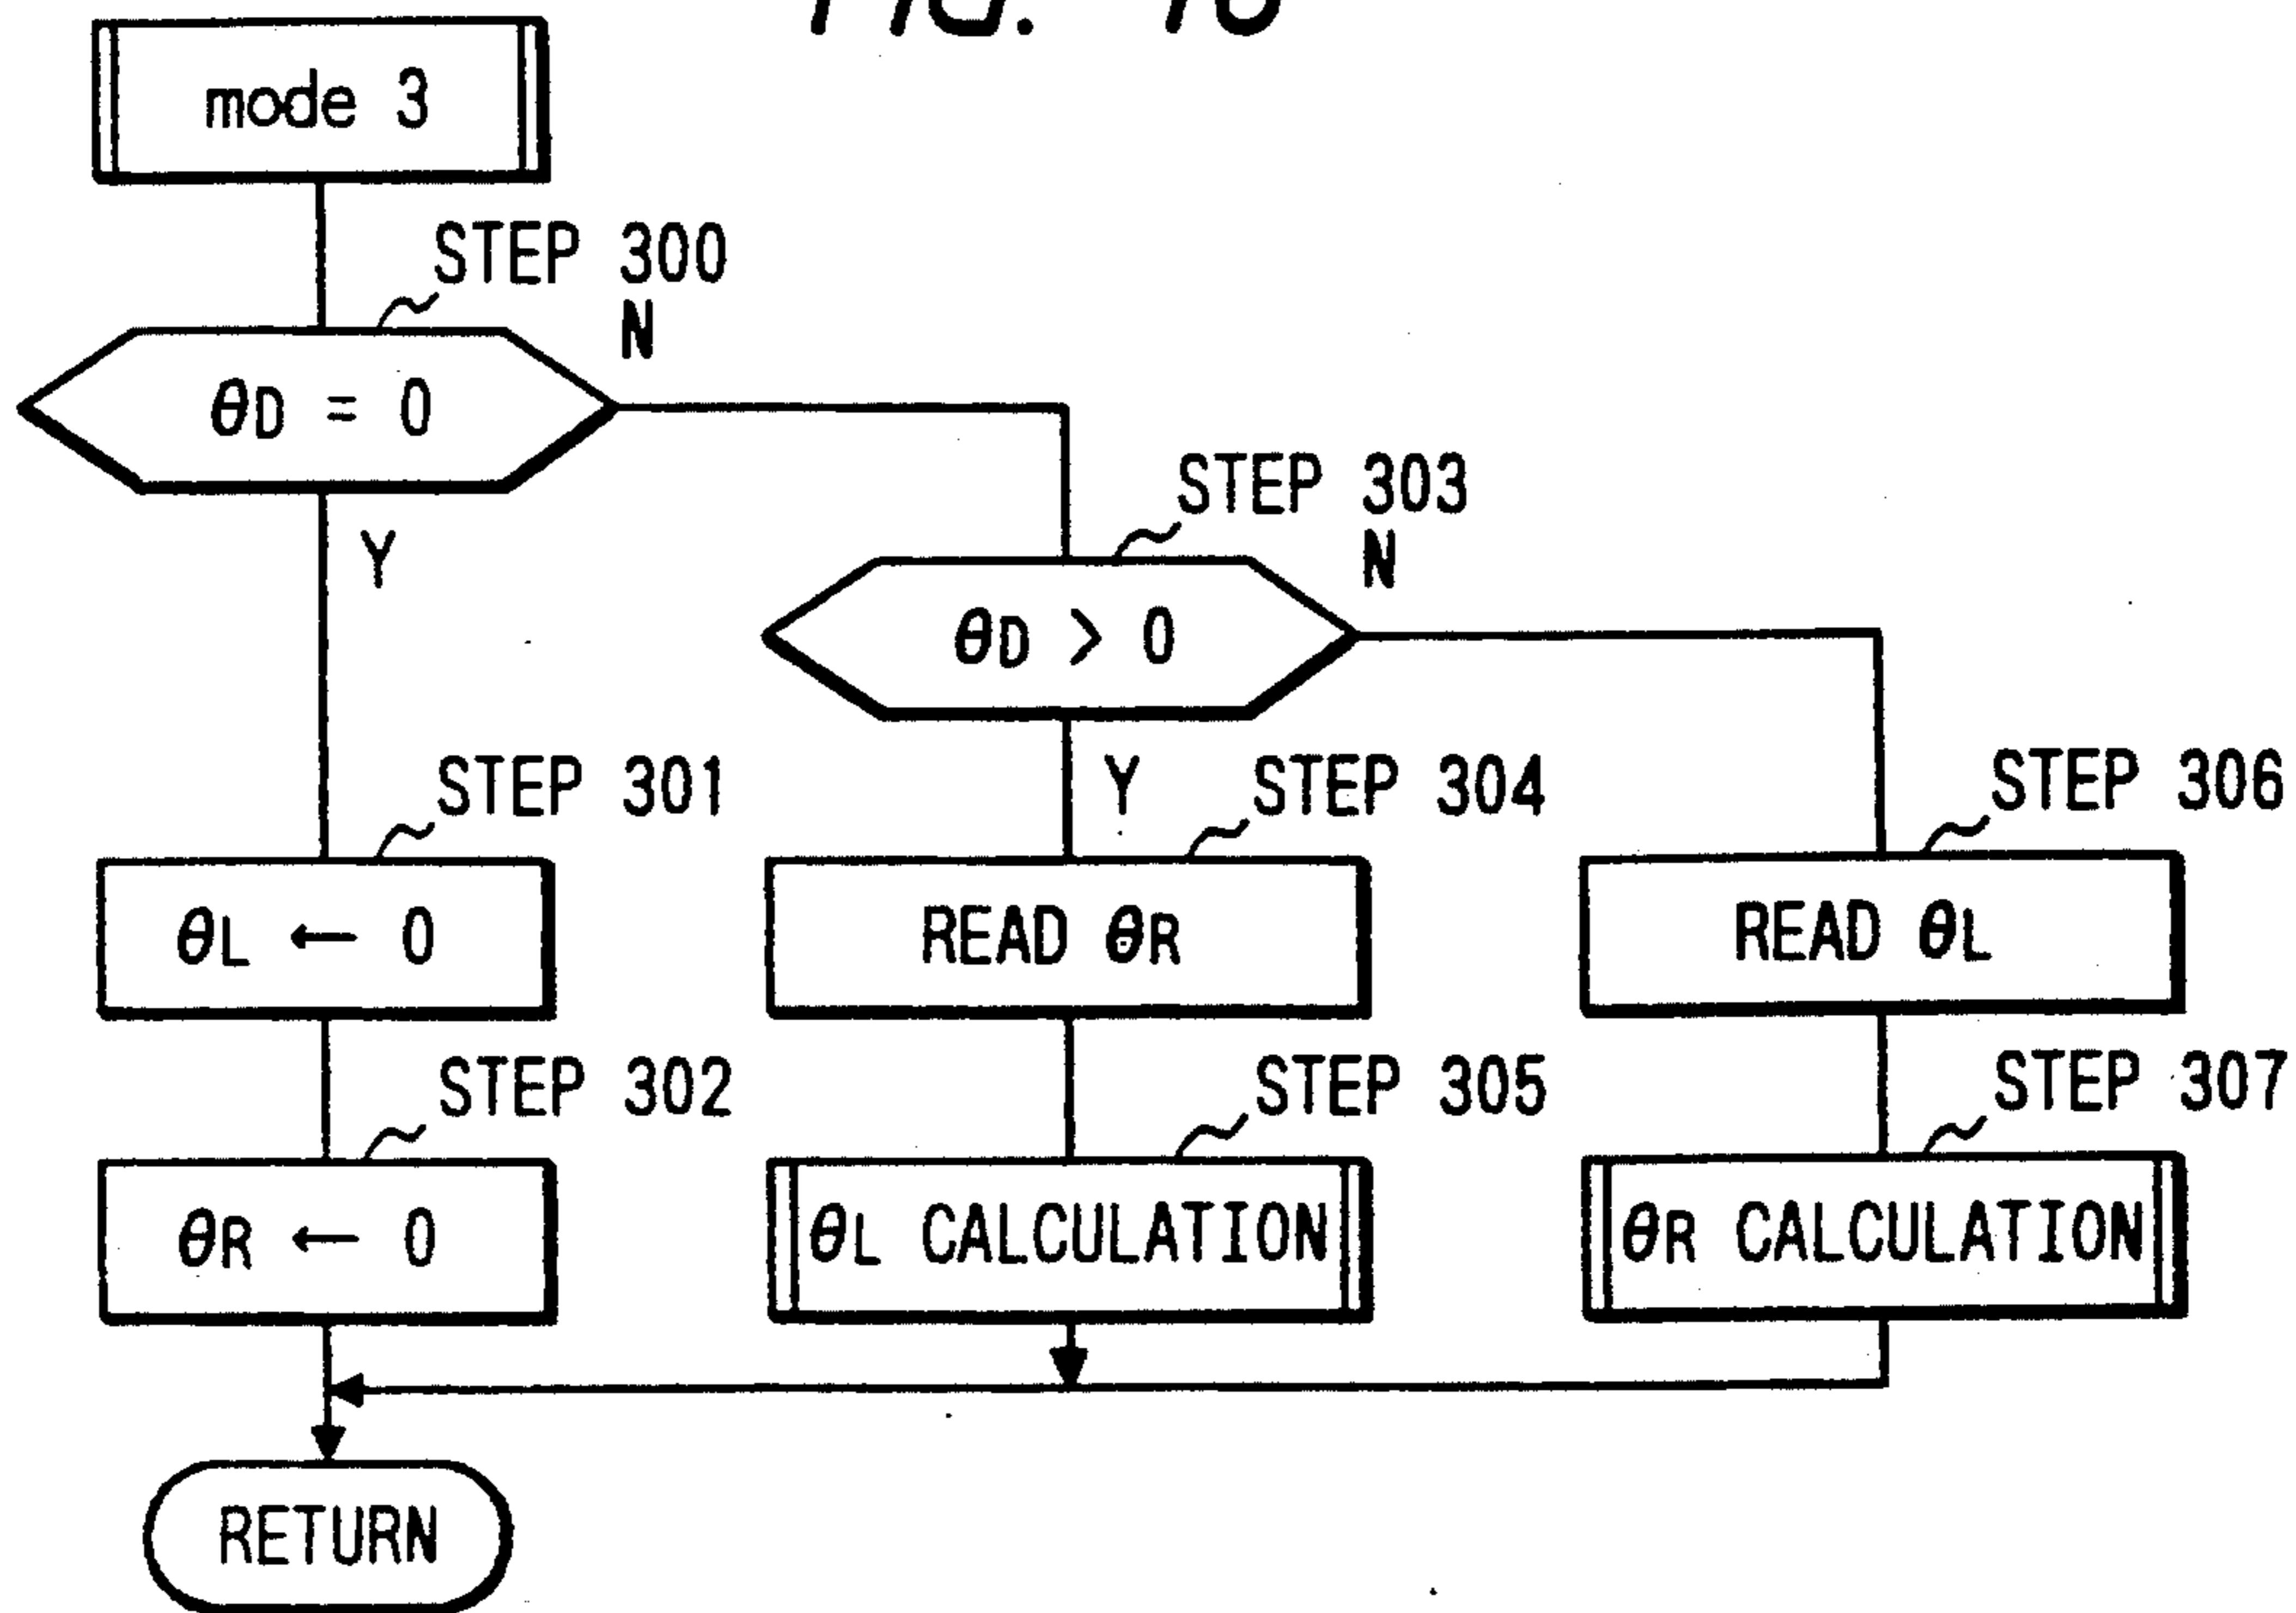 mode 3
STEP 300
N
θD = 0
Y
STEP 303
N
θD > 0
Y
STEP 301
θL ← 0
STEP 302
θR ← 0
STEP 304
READ θR
STEP 305
θL CALCULATION
STEP 306
READ θL
STEP 307
θR CALCULATION
RETURN